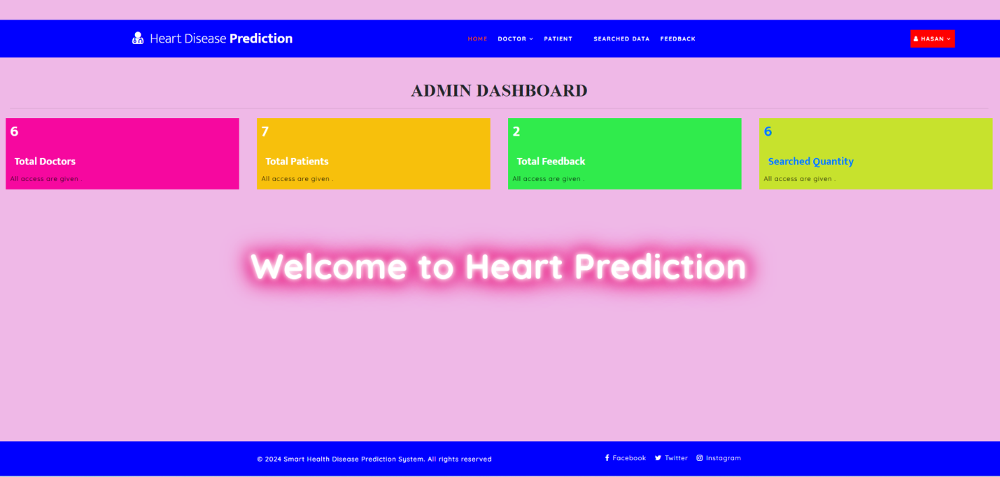 Heart Disease Prediction
HOME DOCTOR PATIENT SEARCHED DATA FEEDBACK
HASAN
ADMIN DASHBOARD
6
Total Doctors
All access are given .
7
Total Patients
All access are given .
2
Total Feedback
All access are given .
6
Searched Quantity
All access are given .
Welcome to Heart Prediction
© 2024 Smart Health Disease Prediction System. All rights reserved
Facebook Twitter Instagram